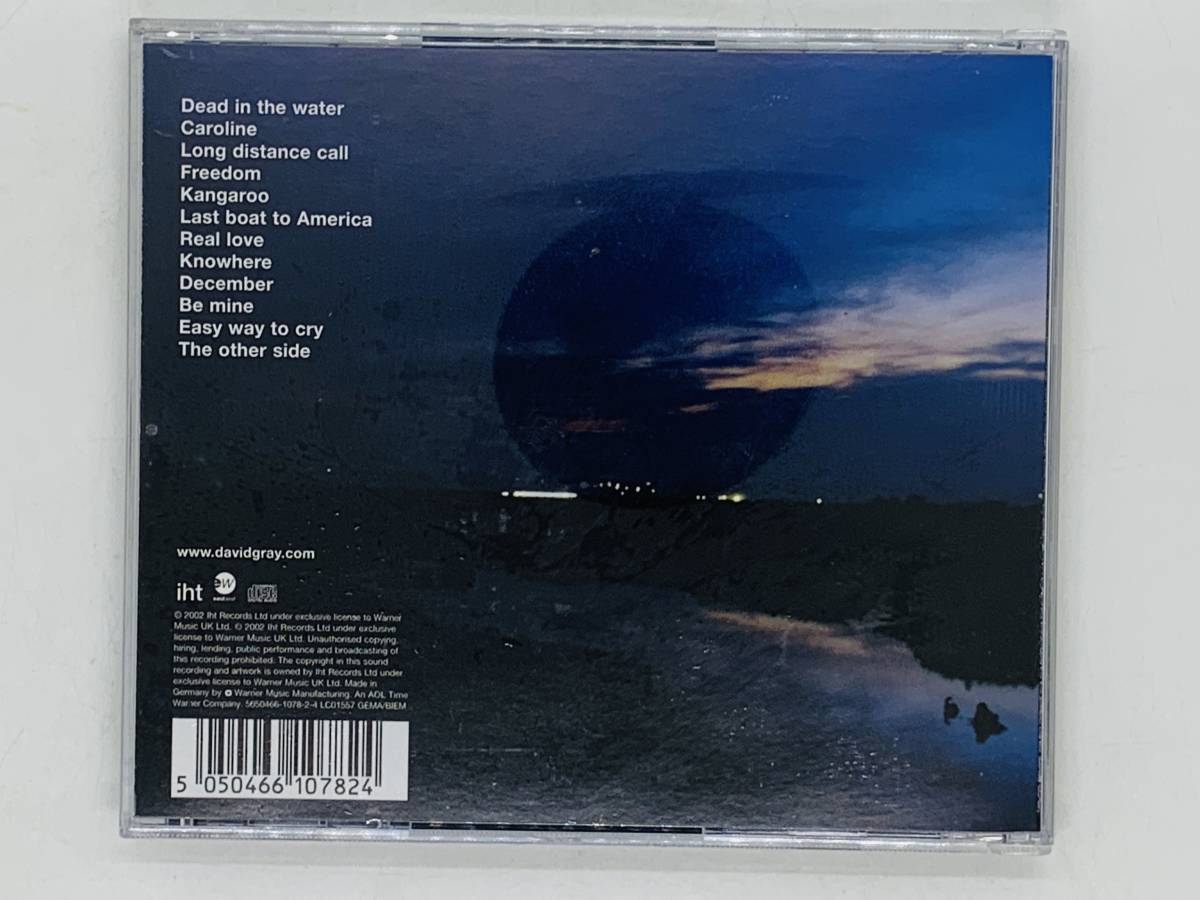 Dead in the water
Caroline
Long distance call
Freedom
Kangaroo
Last boat to America
Real love
Knowhere
December
Be mine
Easy way to cry
The other side
www.davidgray.com
iht
ew
© 2002 Iht Records Ltd under exclusive license to Warner
Music UK Ltd. © 2002 Iht Records Ltd under exclusive
license to Warner Music UK Ltd. Unauthorised copying,
hiring, lending, public performance and broadcasting of
this recording prohibited. The copyright in this sound
recording and artwork is owned by Iht Records Ltd under
exclusive license to Warner Music UK Ltd. Made in
Germany by Warner Music Manufacturing. An AOL Time
Warner Company. 5050466-1078-2-4 LC01557 GEMA/BIEM
5 050466 107824